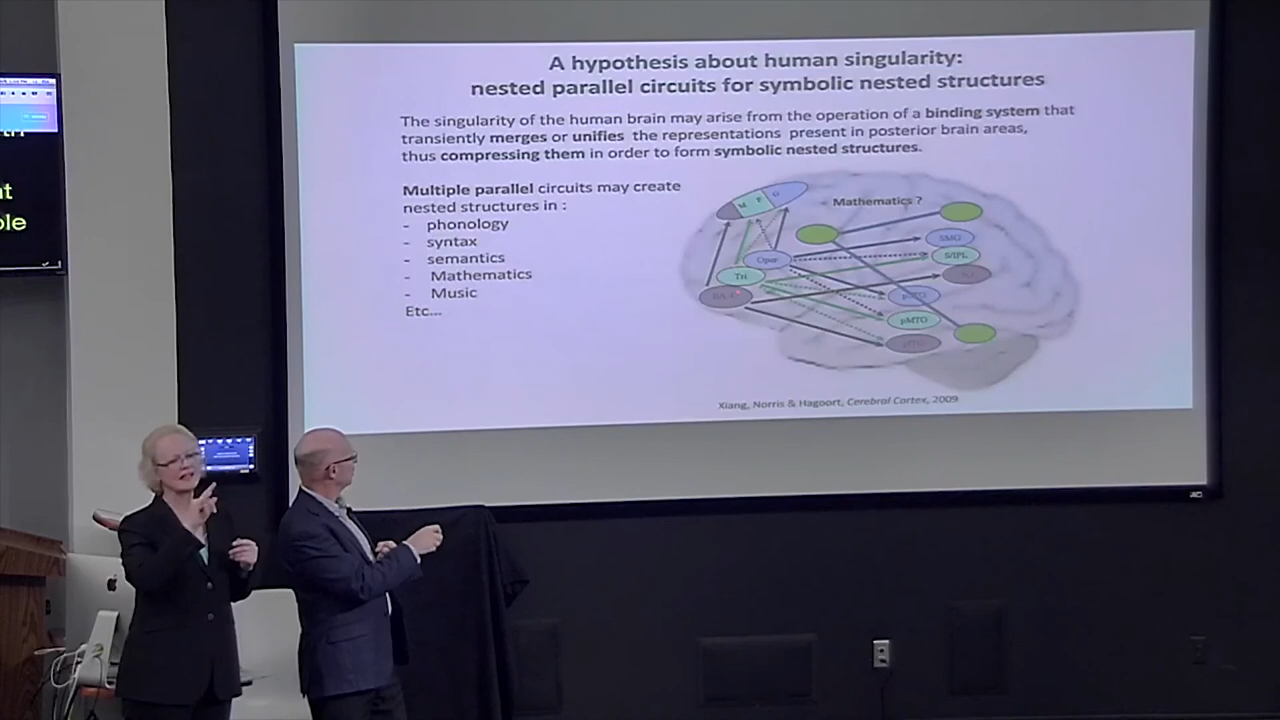 A hypothesis about human singularity:
nested parallel circuits for symbolic nested structures
The singularity of the human brain may arise from the operation of a binding system that
transiently merges or unifies the representations present in posterior brain areas,
thus compressing them in order to form symbolic nested structures.
Multiple parallel circuits may create
nested structures in :
- phonology
- syntax
- semantics
- Mathematics
- Music
Etc...
Mathematics ?
M P O
SMG
Oper
S/IPL
Tri
pMTG
Xiang, Norris & Hagoort, Cerebral Cortex, 2009